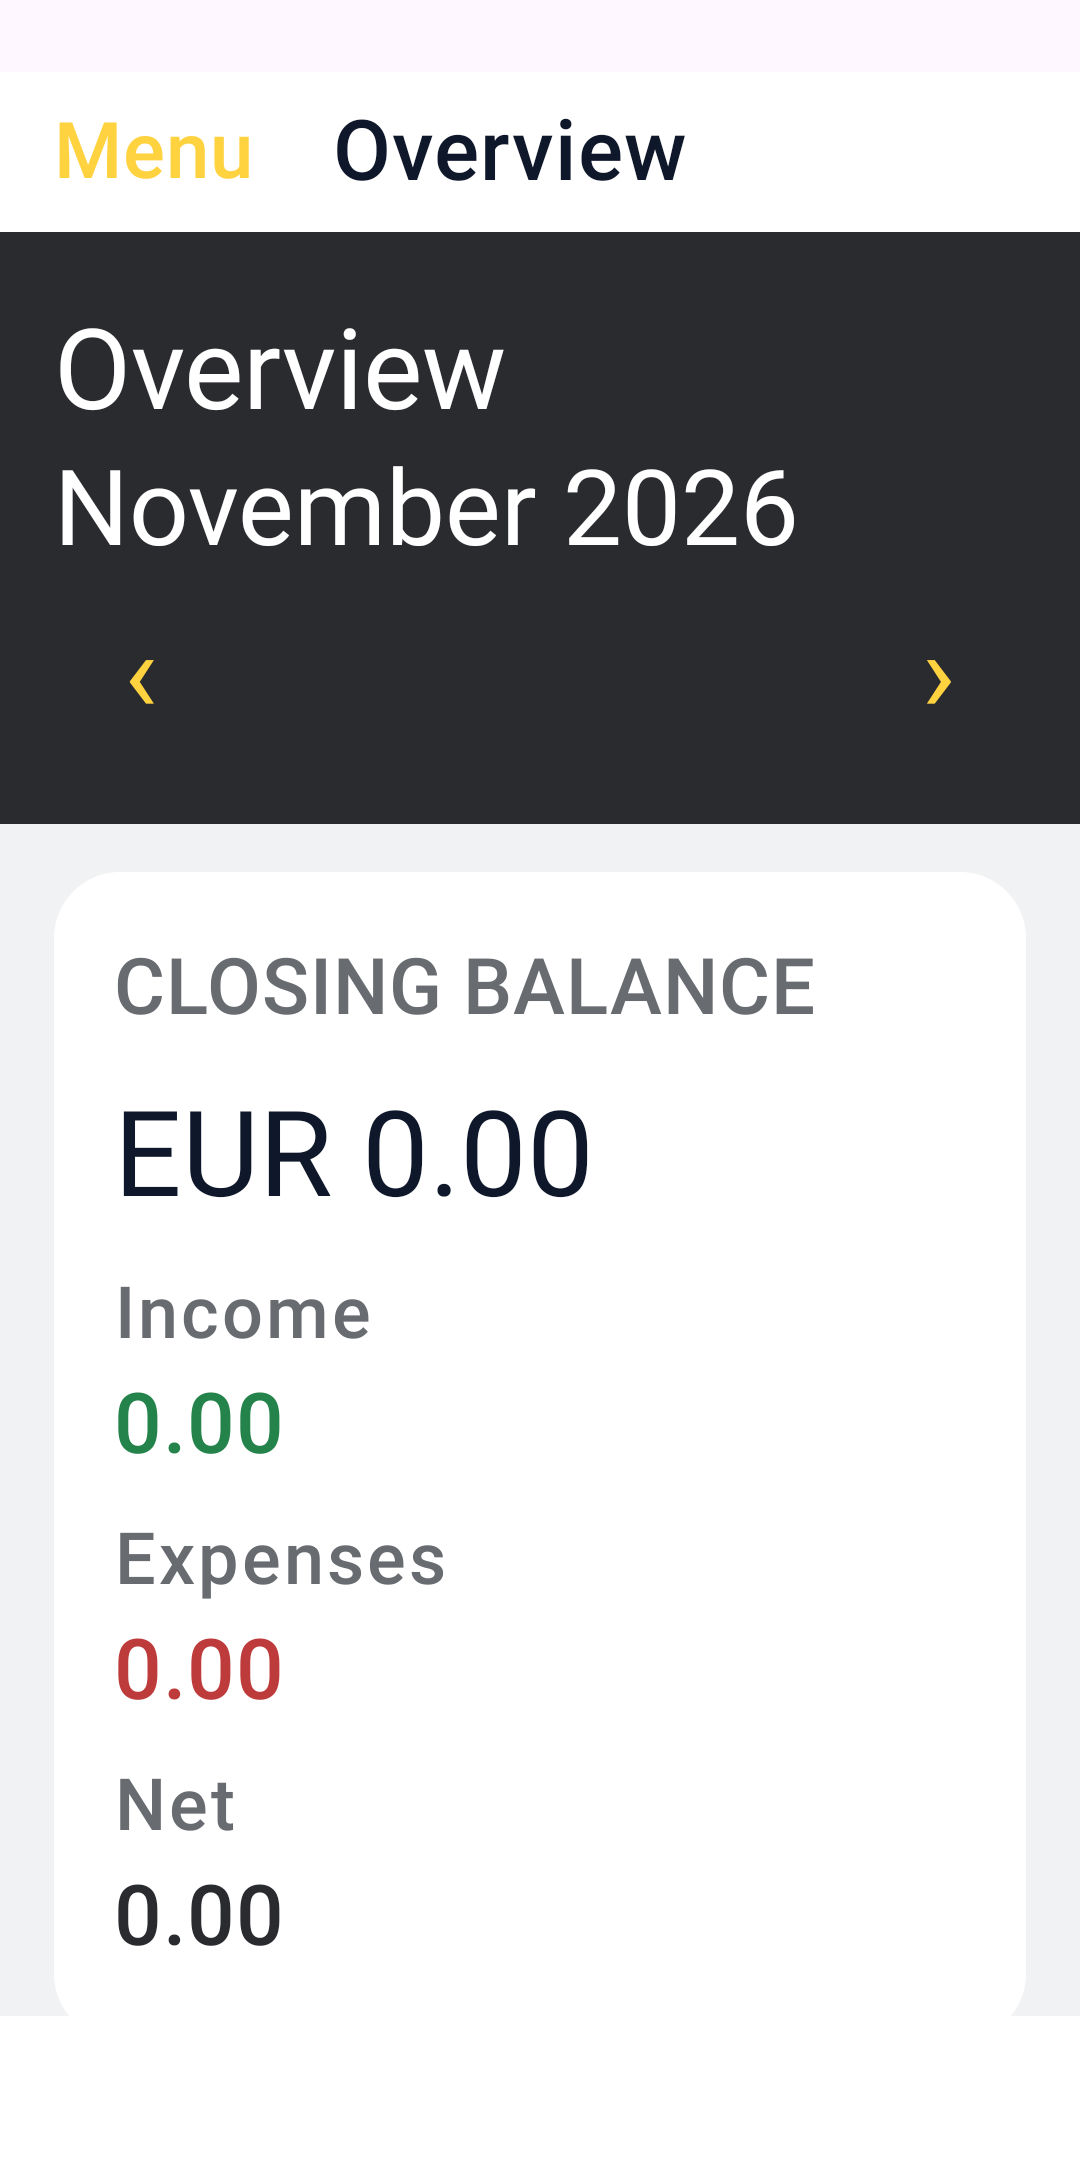 Menu Overview
Overview
November 2026
‹ ›
CLOSING BALANCE
EUR 0.00
Income
0.00
Expenses
0.00
Net
0.00